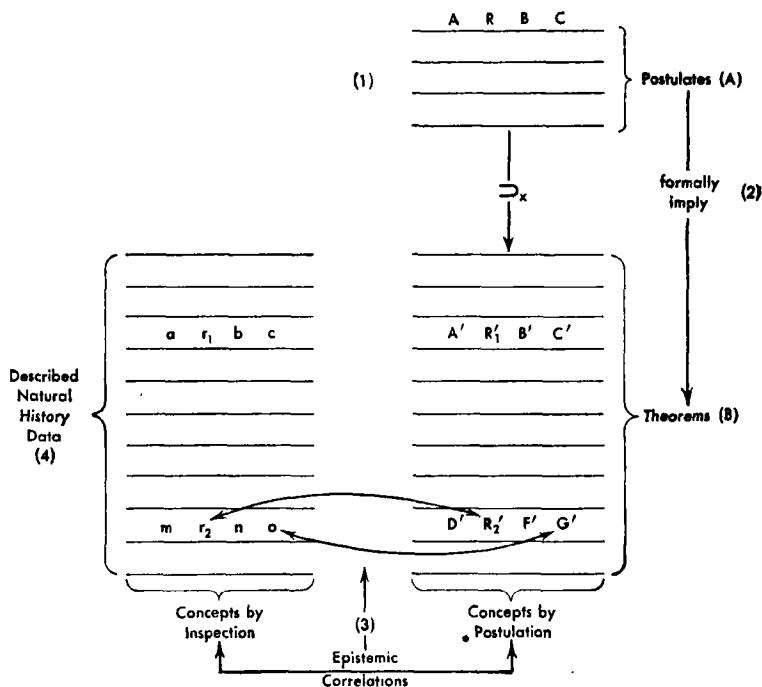 A R B C
(1)
Postulates (A)
⊃x
formally
imply
(2)
a r1 b c
A′ R′1 B′ C′
Described
Natural
History
Data
(4)
Theorems (B)
m r2 n o
D′ R2′ F′ G′
Concepts by
Inspection
(3)
Concepts by
Postulation
Epistemic
Correlations